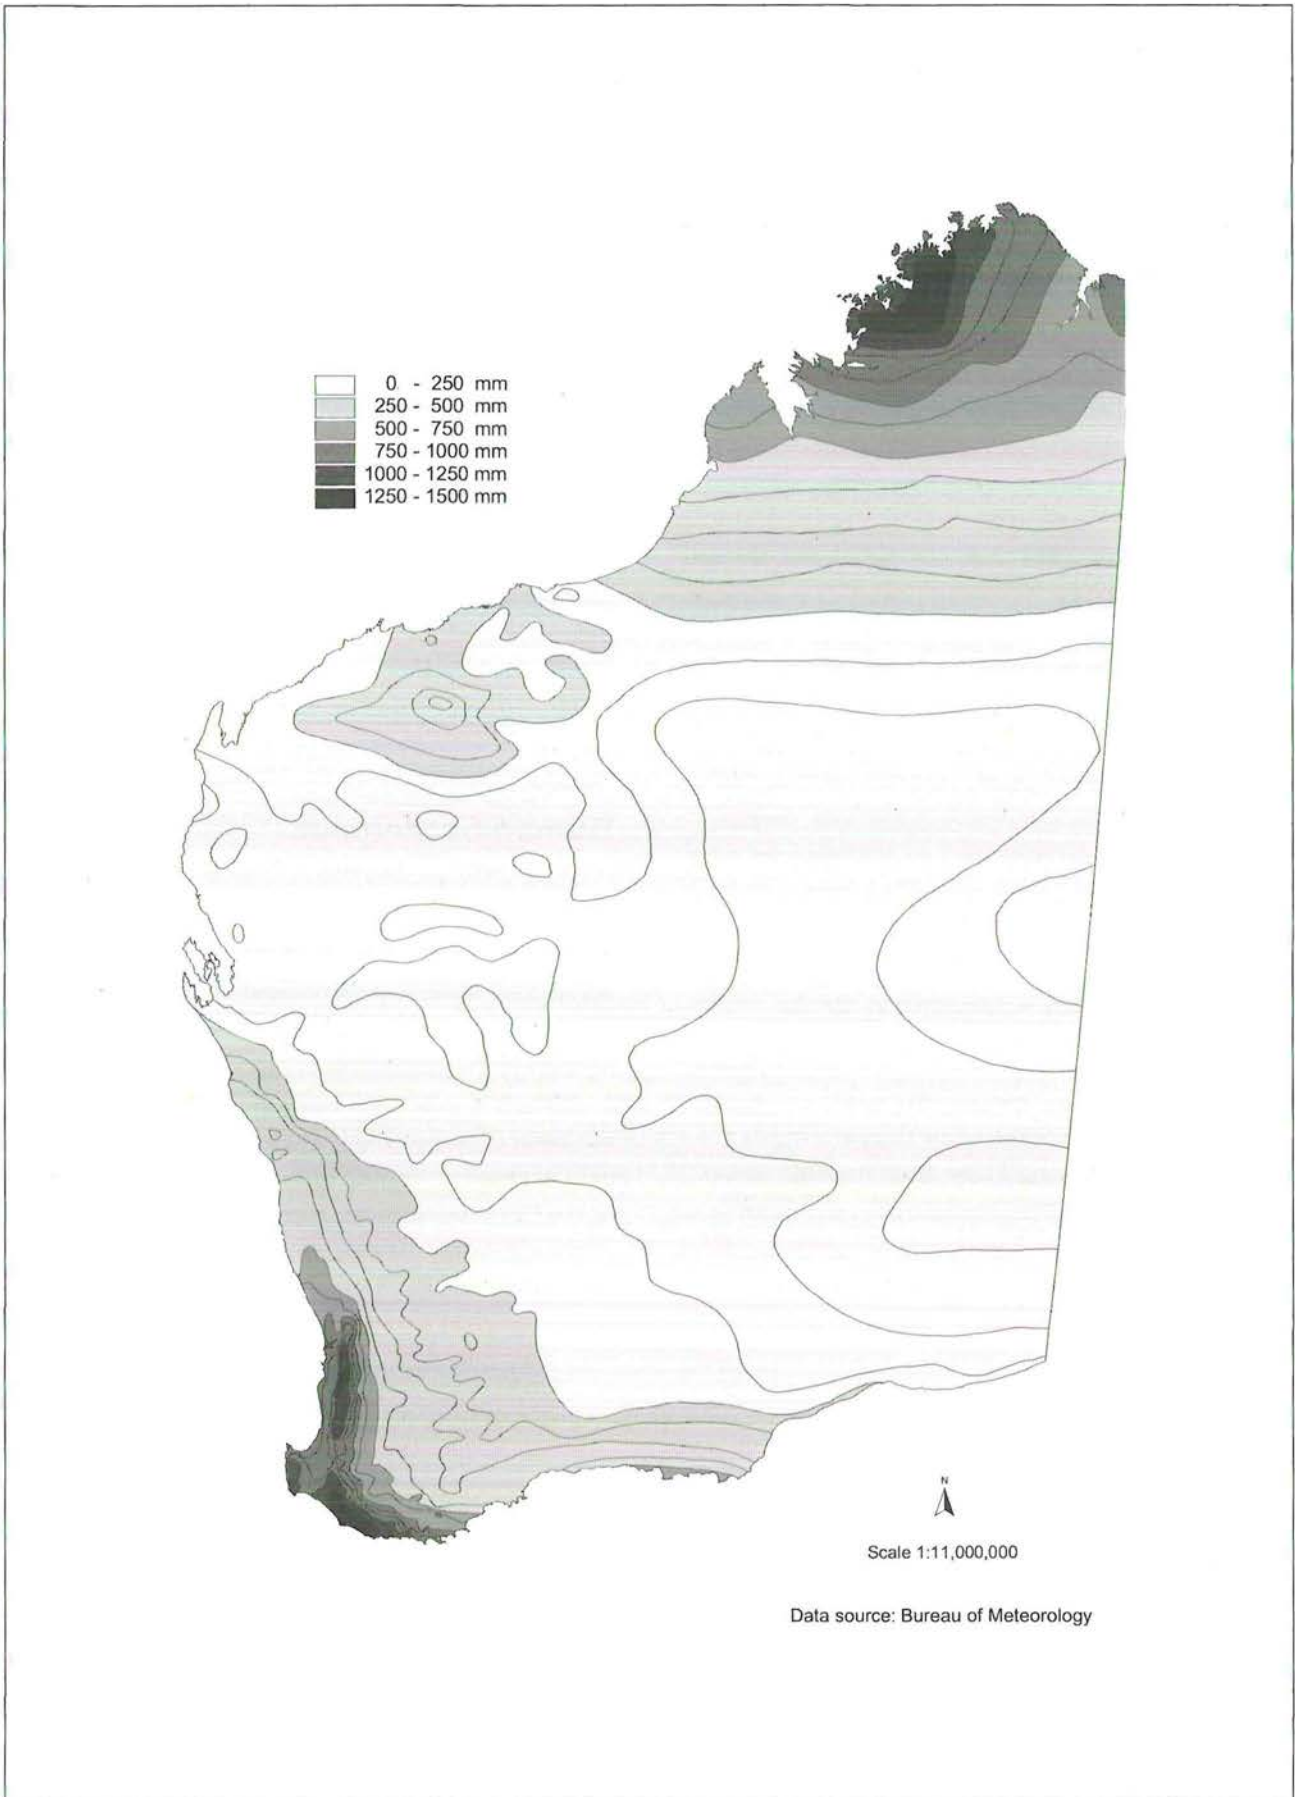 0 - 250 mm
250 - 500 mm
500 - 750 mm
750 - 1000 mm
1000 - 1250 mm
1250 - 1500 mm
N
Scale 1:11,000,000
Data source: Bureau of Meteorology